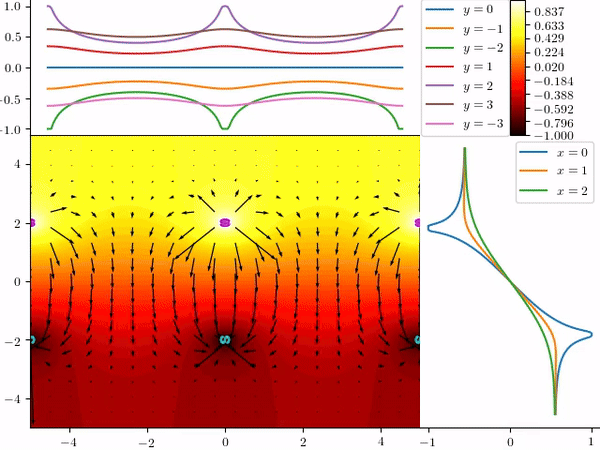 1.0
0.5
0.0
−0.5
−1.0
y = 0
y = −1
y = −2
y = 1
y = 2
y = 3
y = −3
0.837
0.633
0.429
0.224
0.020
−0.184
−0.388
−0.592
−0.796
−1.000
4
2
0
−2
−4
x = 0
x = 1
x = 2
−4
−2
0
2
4
−1
0
1